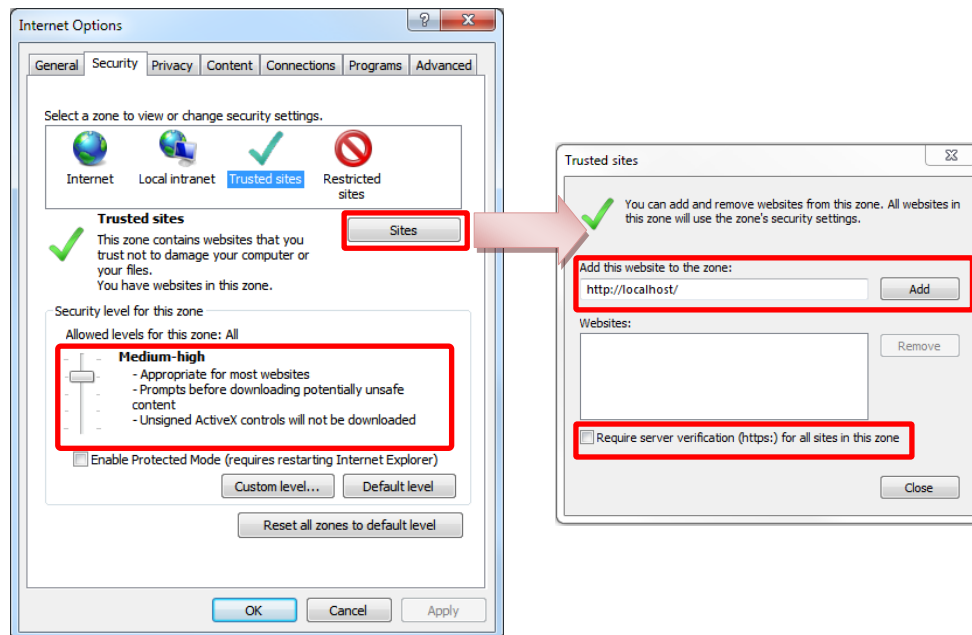 Internet Options
General Security Privacy Content Connections Programs Advanced
Select a zone to view or change security settings.
Internet Local intranet Trusted sites Restricted
sites
Trusted sites
Sites
This zone contains websites that you
trust not to damage your computer or
your files.
You have websites in this zone.
Security level for this zone
Allowed levels for this zone: All
Medium-high
- Appropriate for most websites
- Prompts before downloading potentially unsafe
content
- Unsigned ActiveX controls will not be downloaded
Enable Protected Mode (requires restarting Internet Explorer)
Custom level... Default level
Reset all zones to default level
OK Cancel Apply
Trusted sites
You can add and remove websites from this zone. All websites in
this zone will use the zone's security settings.
Add this website to the zone:
http://localhost/ Add
Websites:
Remove
Require server verification (https:) for all sites in this zone
Close